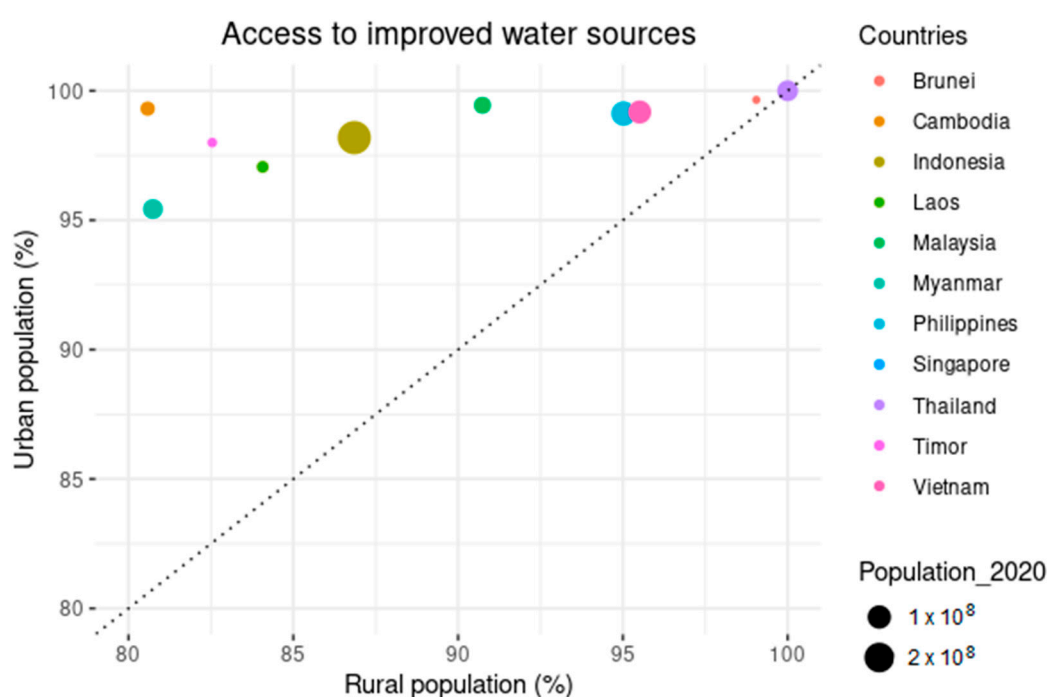 Access to improved water sources
Countries
Brunei
Cambodia
Indonesia
Laos
Malaysia
Myanmar
Philippines
Singapore
Thailand
Timor
Vietnam
Population_2020
1 x 10⁸
2 x 10⁸
Urban population (%)
100
95
90
85
80
80 85 90 95 100
Rural population (%)